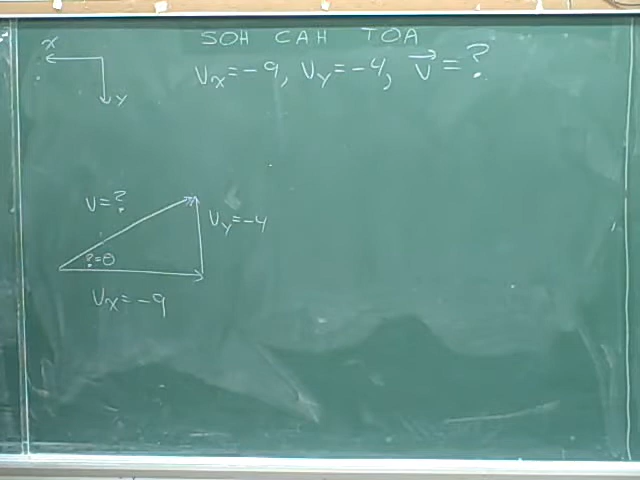 SOH CAH TOA
x
Vx = -9, Vy = -4, V⃗ = ?
y
V = ?
Vy = -4
? = θ
Vx = -9